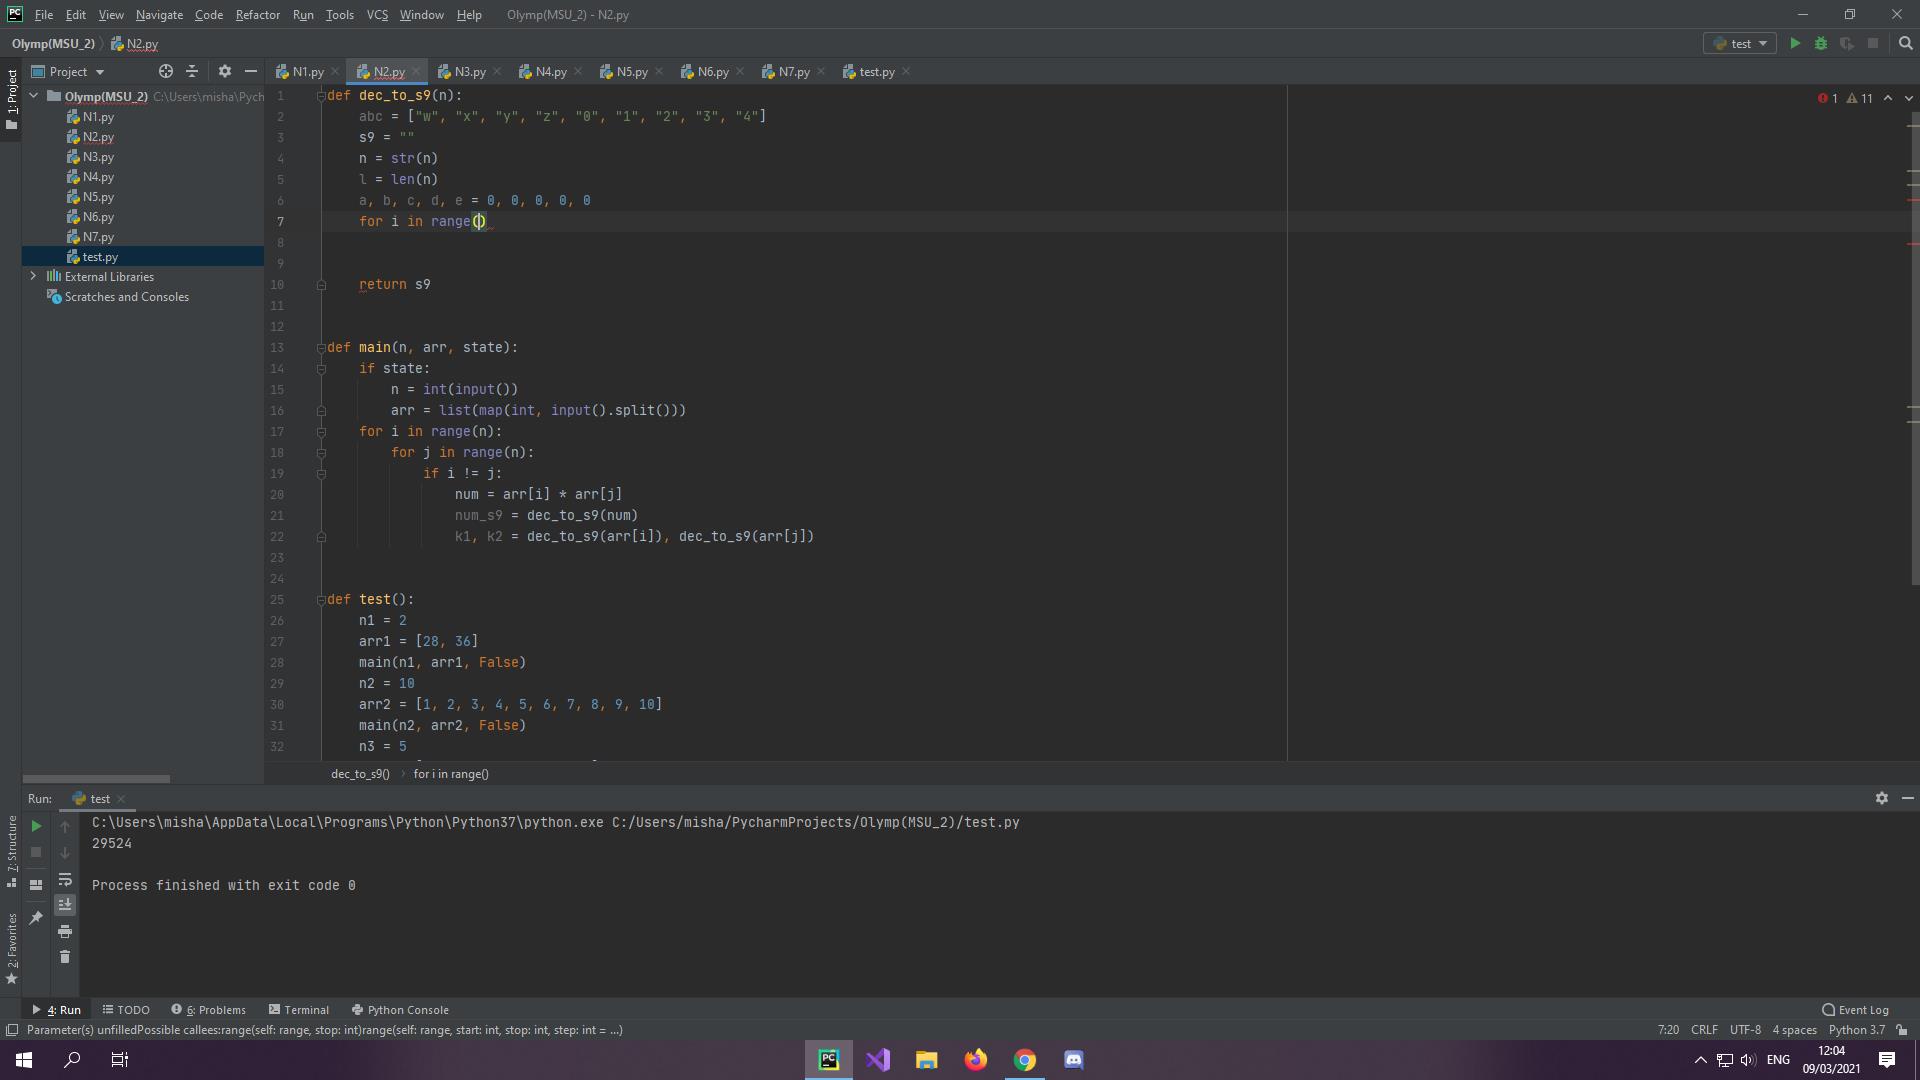 File Edit View Navigate Code Refactor Run Tools VCS Window Help Olymp(MSU_2) - N2.py
Olymp(MSU_2) N2.py test
1: Project
Project
N1.py N2.py N3.py N4.py N5.py N6.py N7.py test.py
Olymp(MSU_2) C:\Users\misha\Pych
N1.py
N2.py
N3.py
N4.py
N5.py
N6.py
N7.py
test.py
External Libraries
Scratches and Consoles
1 11
1 def dec_to_s9(n):
2 abc = ["w", "x", "y", "z", "0", "1", "2", "3", "4"]
3 s9 = ""
4 n = str(n)
5 l = len(n)
6 a, b, c, d, e = 0, 0, 0, 0, 0
7 for i in range()
8
9
10 return s9
11
12
13 def main(n, arr, state):
14 if state:
15 n = int(input())
16 arr = list(map(int, input().split()))
17 for i in range(n):
18 for j in range(n):
19 if i != j:
20 num = arr[i] * arr[j]
21 num_s9 = dec_to_s9(num)
22 k1, k2 = dec_to_s9(arr[i]), dec_to_s9(arr[j])
23
24
25 def test():
26 n1 = 2
27 arr1 = [28, 36]
28 main(n1, arr1, False)
29 n2 = 10
30 arr2 = [1, 2, 3, 4, 5, 6, 7, 8, 9, 10]
31 main(n2, arr2, False)
32 n3 = 5
dec_to_s9() for i in range()
Run: test
C:\Users\misha\AppData\Local\Programs\Python\Python37\python.exe C:/Users/misha/PycharmProjects/Olymp(MSU_2)/test.py
29524
Process finished with exit code 0
7: Structure
2: Favorites
4: Run TODO 6: Problems Terminal Python Console Event Log
Parameter(s) unfilledPossible callees:range(self: range, stop: int)range(self: range, start: int, stop: int, step: int = ...) 7:20 CRLF UTF-8 4 spaces Python 3.7
ENG 12:04
09/03/2021